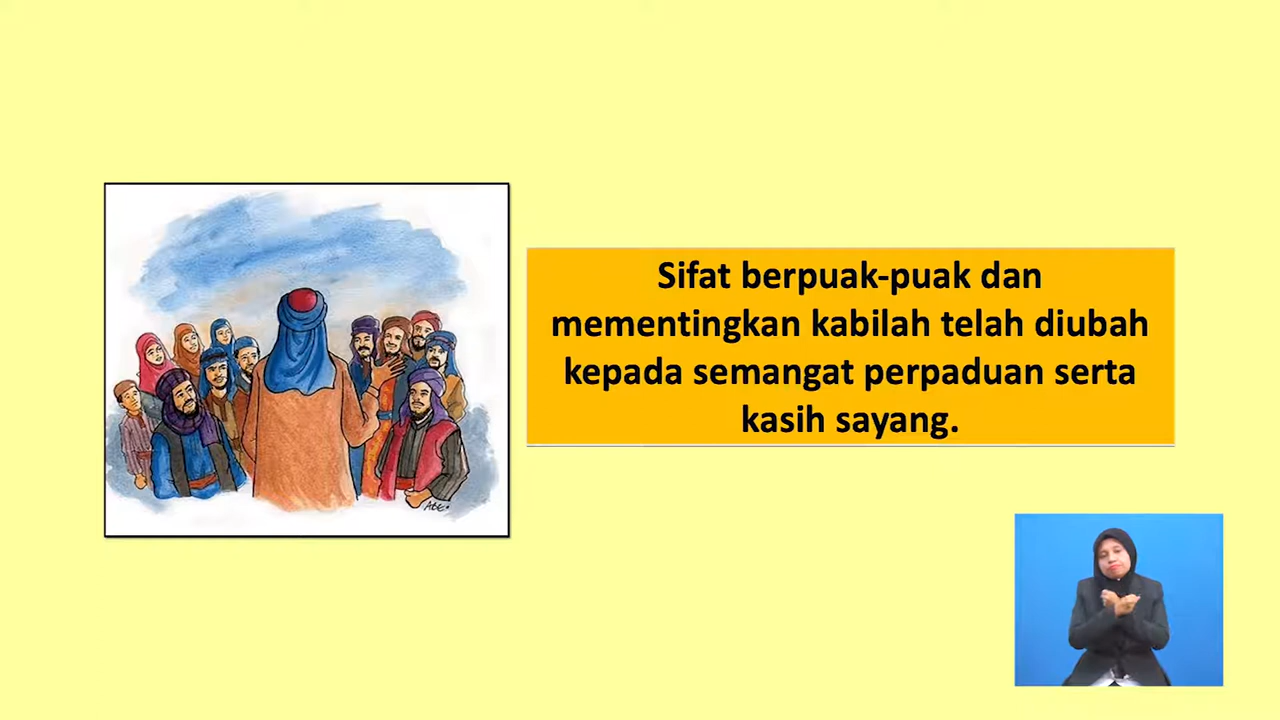 Sifat berpuak-puak dan
mementingkan kabilah telah diubah
kepada semangat perpaduan serta
kasih sayang.